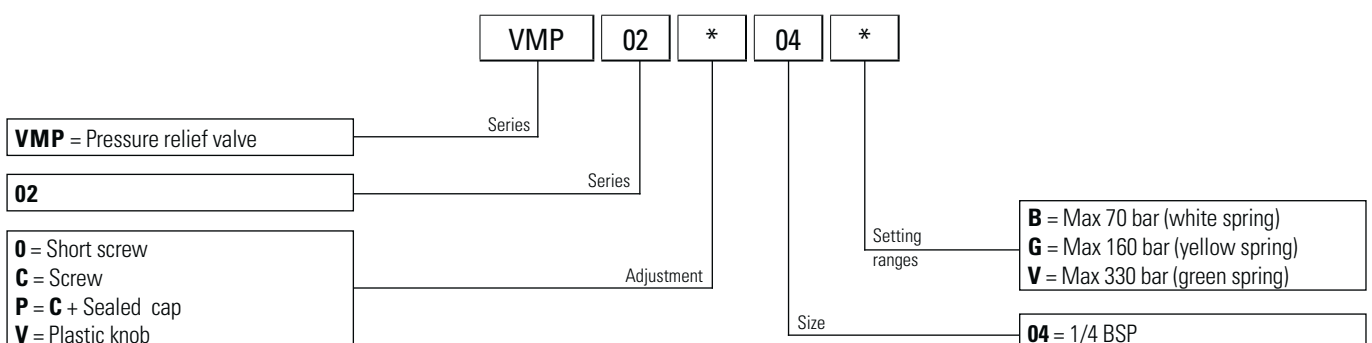 VMP 02 * 04 *
Series
VMP = Pressure relief valve
Series
02
Setting
ranges
B = Max 70 bar (white spring)
G = Max 160 bar (yellow spring)
V = Max 330 bar (green spring)
0 = Short screw
C = Screw
P = C + Sealed cap
V = Plastic knob
Adjustment
Size
04 = 1/4 BSP